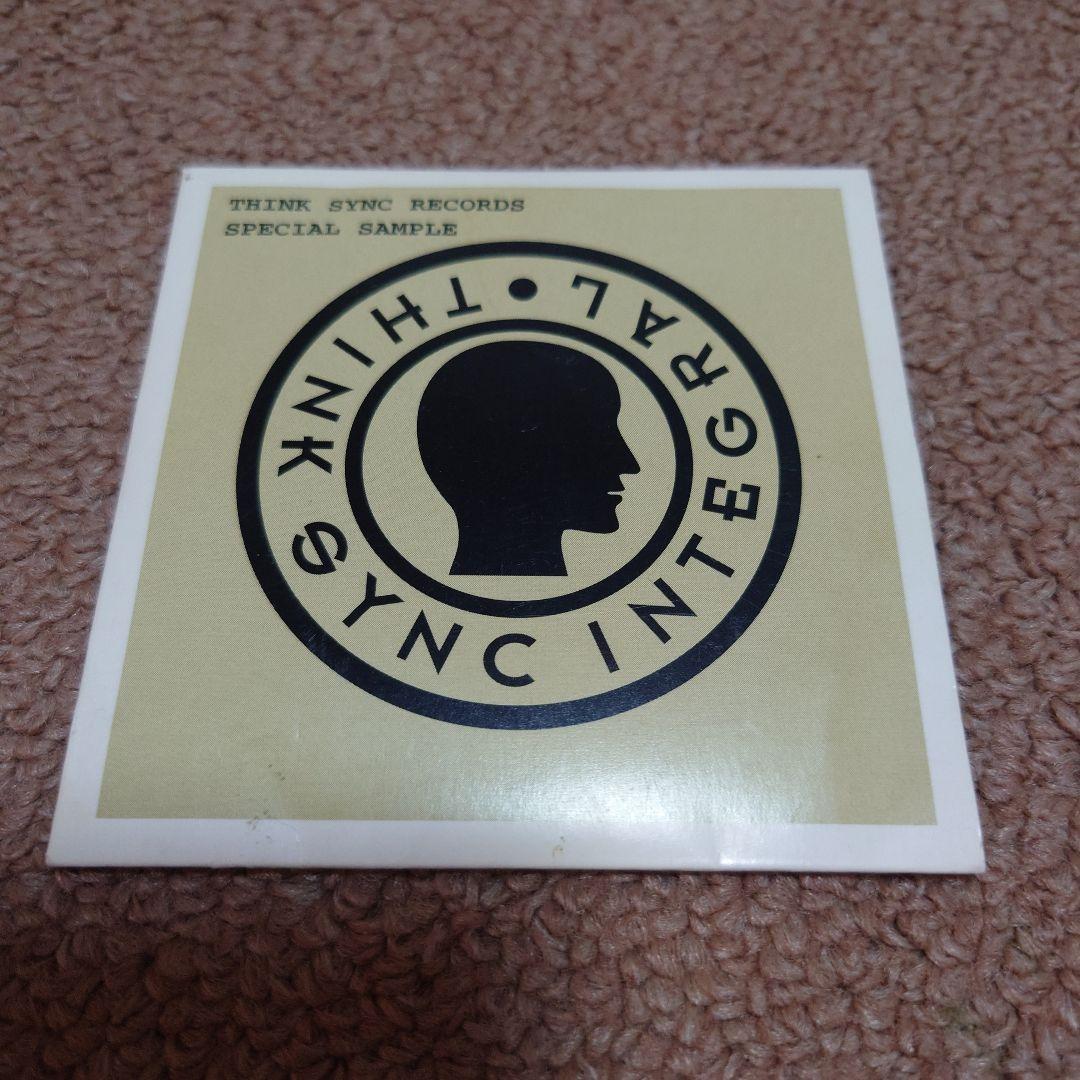 THINK SYNC RECORDS
SPECIAL SAMPLE
THINK SYNC INTEGRAL •